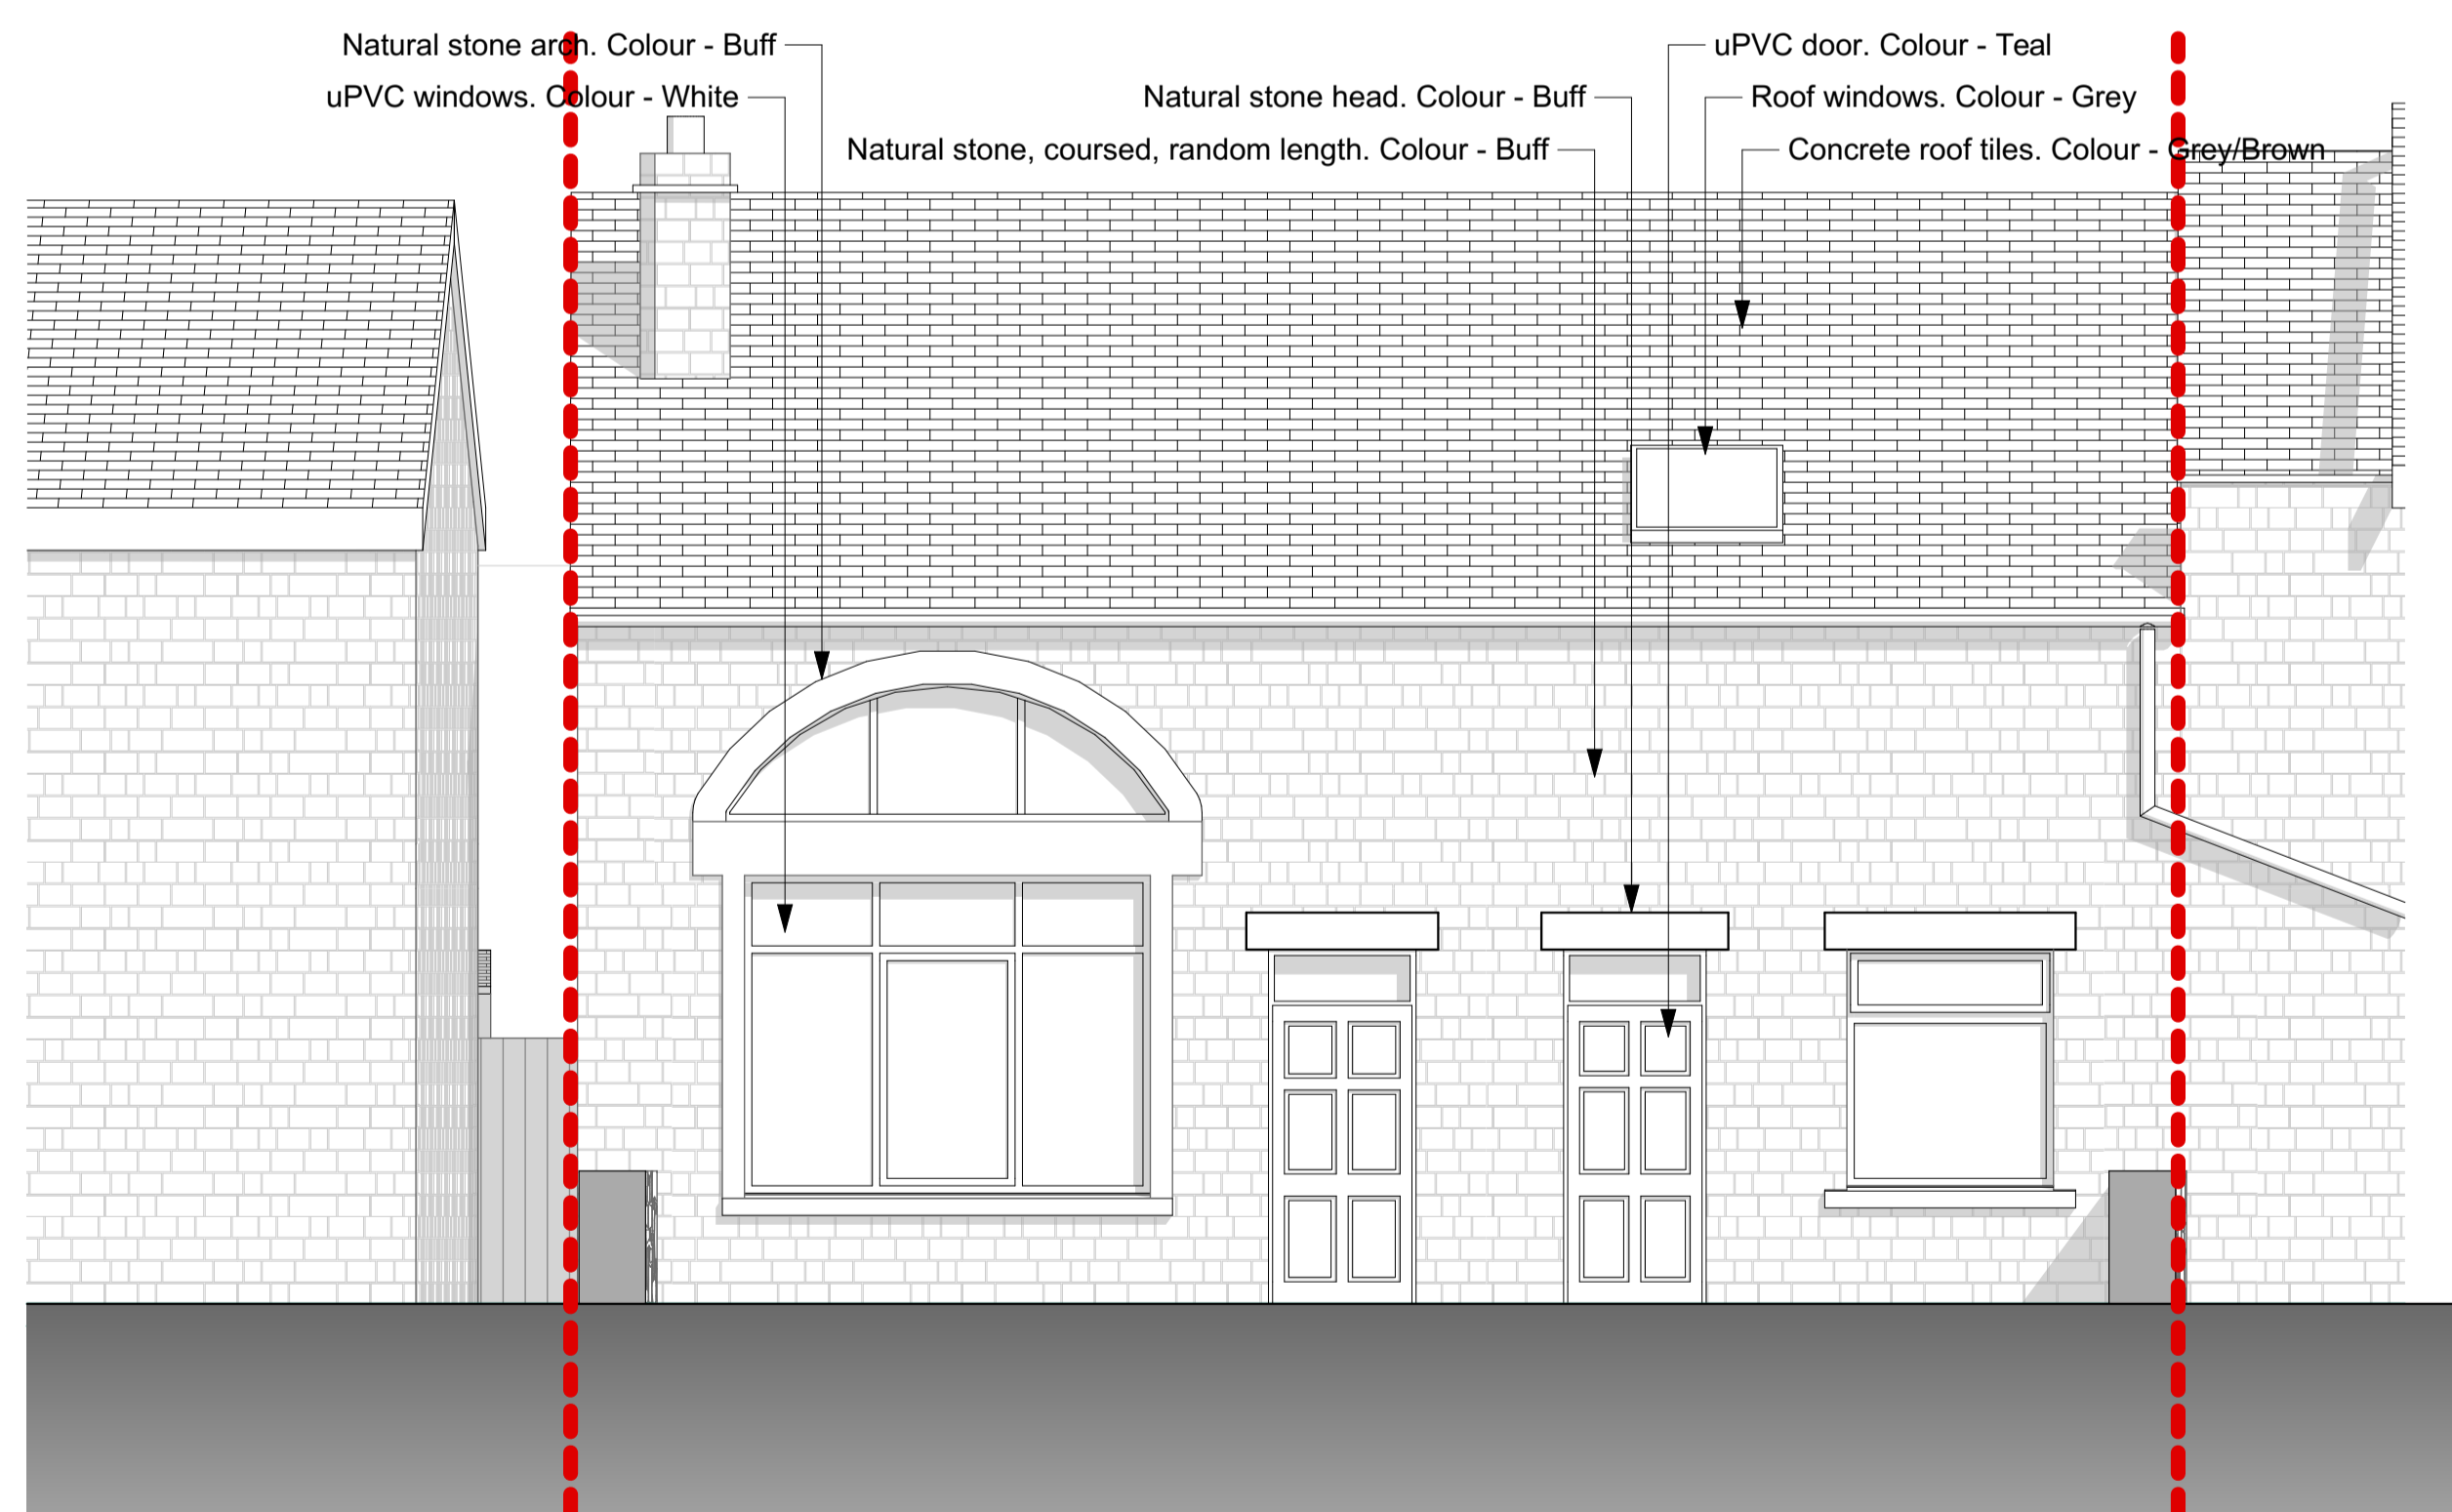 Natural stone arch. Colour - Buff
uPVC door. Colour - Teal
uPVC windows. Colour - White
Natural stone head. Colour - Buff
Roof windows. Colour - Grey
Natural stone, coursed, random length. Colour - Buff
Concrete roof tiles. Colour - Grey/Brown